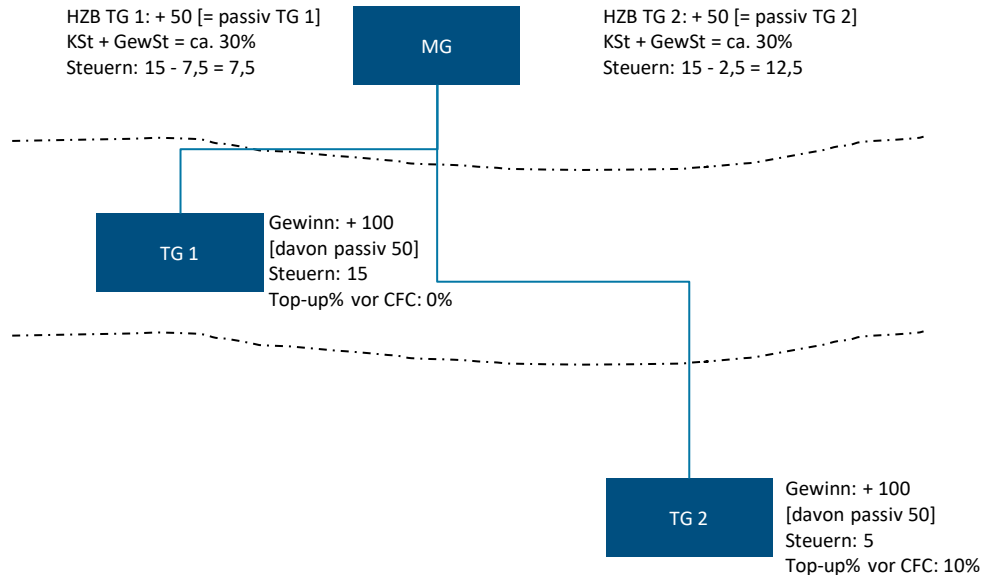 HZB TG 1: + 50 [= passiv TG 1]
KSt + GewSt = ca. 30%
Steuern: 15 - 7,5 = 7,5
MG
HZB TG 2: + 50 [= passiv TG 2]
KSt + GewSt = ca. 30%
Steuern: 15 - 2,5 = 12,5
TG 1
Gewinn: + 100
[davon passiv 50]
Steuern: 15
Top-up% vor CFC: 0%
TG 2
Gewinn: + 100
[davon passiv 50]
Steuern: 5
Top-up% vor CFC: 10%